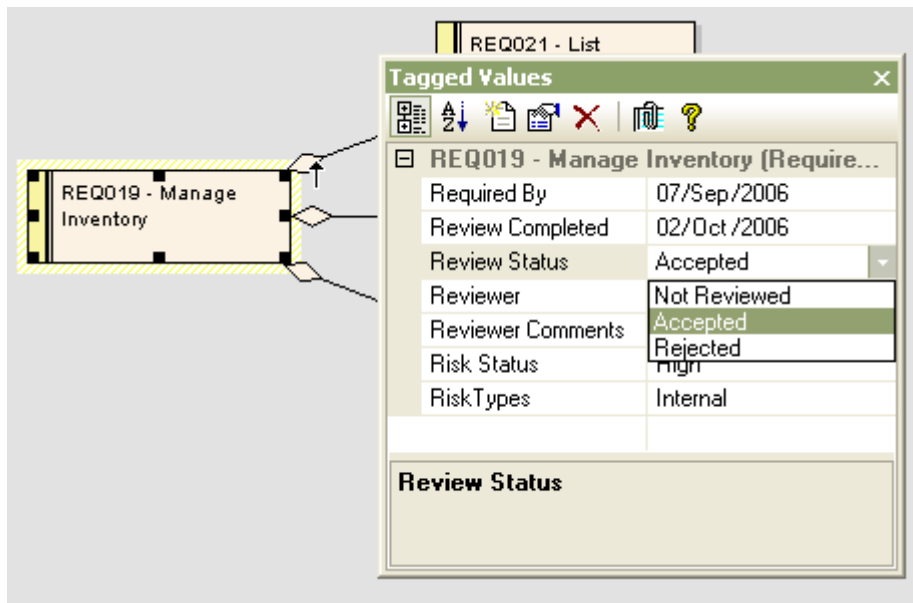 REQ021 - List
Tagged Values
REQ019 - Manage Inventory (Require...
Required By 07/Sep/2006
Review Completed 02/Oct/2006
Review Status Accepted
Reviewer Not Reviewed
Accepted
Reviewer Comments
Rejected
Risk Status High
RiskTypes Internal
Review Status
REQ019 - Manage
Inventory